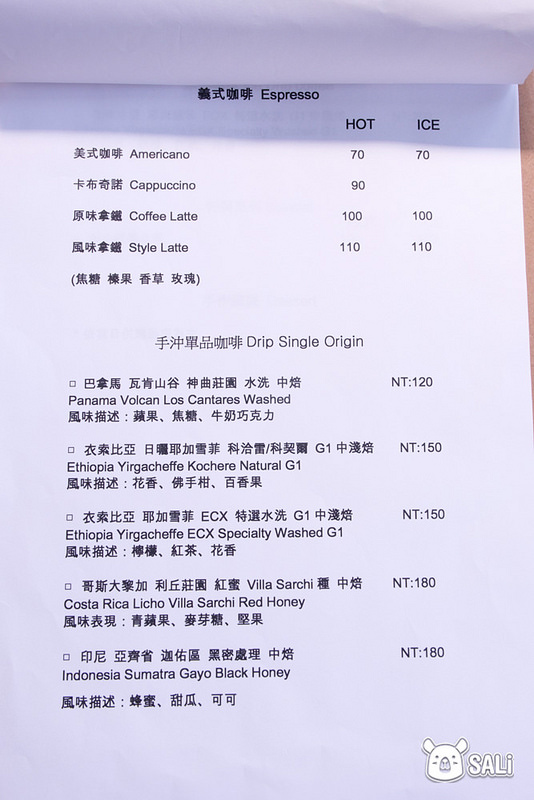 義式咖啡 Espresso
HOT ICE
美式咖啡 Americano 70 70
卡布奇諾 Cappuccino 90
原味拿鐵 Coffee Latte 100 100
風味拿鐵 Style Latte 110 110
(焦糖 榛果 香草 玫瑰)
手沖單品咖啡 Drip Single Origin
□ 巴拿馬 瓦肯山谷 神曲莊園 水洗 中焙 NT:120
Panama Volcan Los Cantares Washed
風味描述：蘋果、焦糖、牛奶巧克力
□ 衣索比亞 日曬耶加雪菲 科洽雷/科契爾 G1 中淺焙 NT:150
Ethiopia Yirgacheffe Kochere Natural G1
風味描述：花香、佛手柑、百香果
□ 衣索比亞 耶加雪菲 ECX 特選水洗 G1 中淺焙 NT:150
Ethiopia Yirgacheffe ECX Specialty Washed G1
風味描述：檸檬、紅茶、花香
□ 哥斯大黎加 利丘莊園 紅蜜 Villa Sarchi 種 中焙 NT:180
Costa Rica Licho Villa Sarchi Red Honey
風味表現：青蘋果、麥芽糖、堅果
□ 印尼 亞齊省 迦佑區 黑密處理 中焙 NT:180
Indonesia Sumatra Gayo Black Honey
風味描述：蜂蜜、甜瓜、可可
SALi